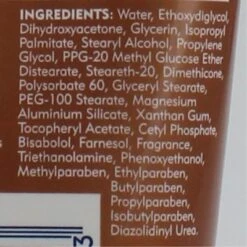 INGREDIENTS: Water, Ethoxydiglycol,
Dihydroxyacetone, Glycerin, Isopropyl
Palmitate, Stearyl Alcohol, Propylene
Glycol, PPG-20 Methyl Glucose Ether
Distearate, Steareth-20, Dimethicone,
Polysorbate 60, Glyceryl Stearate,
PEG-100 Stearate, Magnesium
Aluminium Silicate, Xanthan Gum,
Tocopheryl Acetate, Cetyl Phosphate,
Bisabolol, Farnesol, Fragrance,
Triethanolamine, Phenoxyethanol,
Methylparaben, Ethylparaben,
Butylparaben,
Propylparaben,
Isobutylparaben,
Diazolidinyl Urea.
3